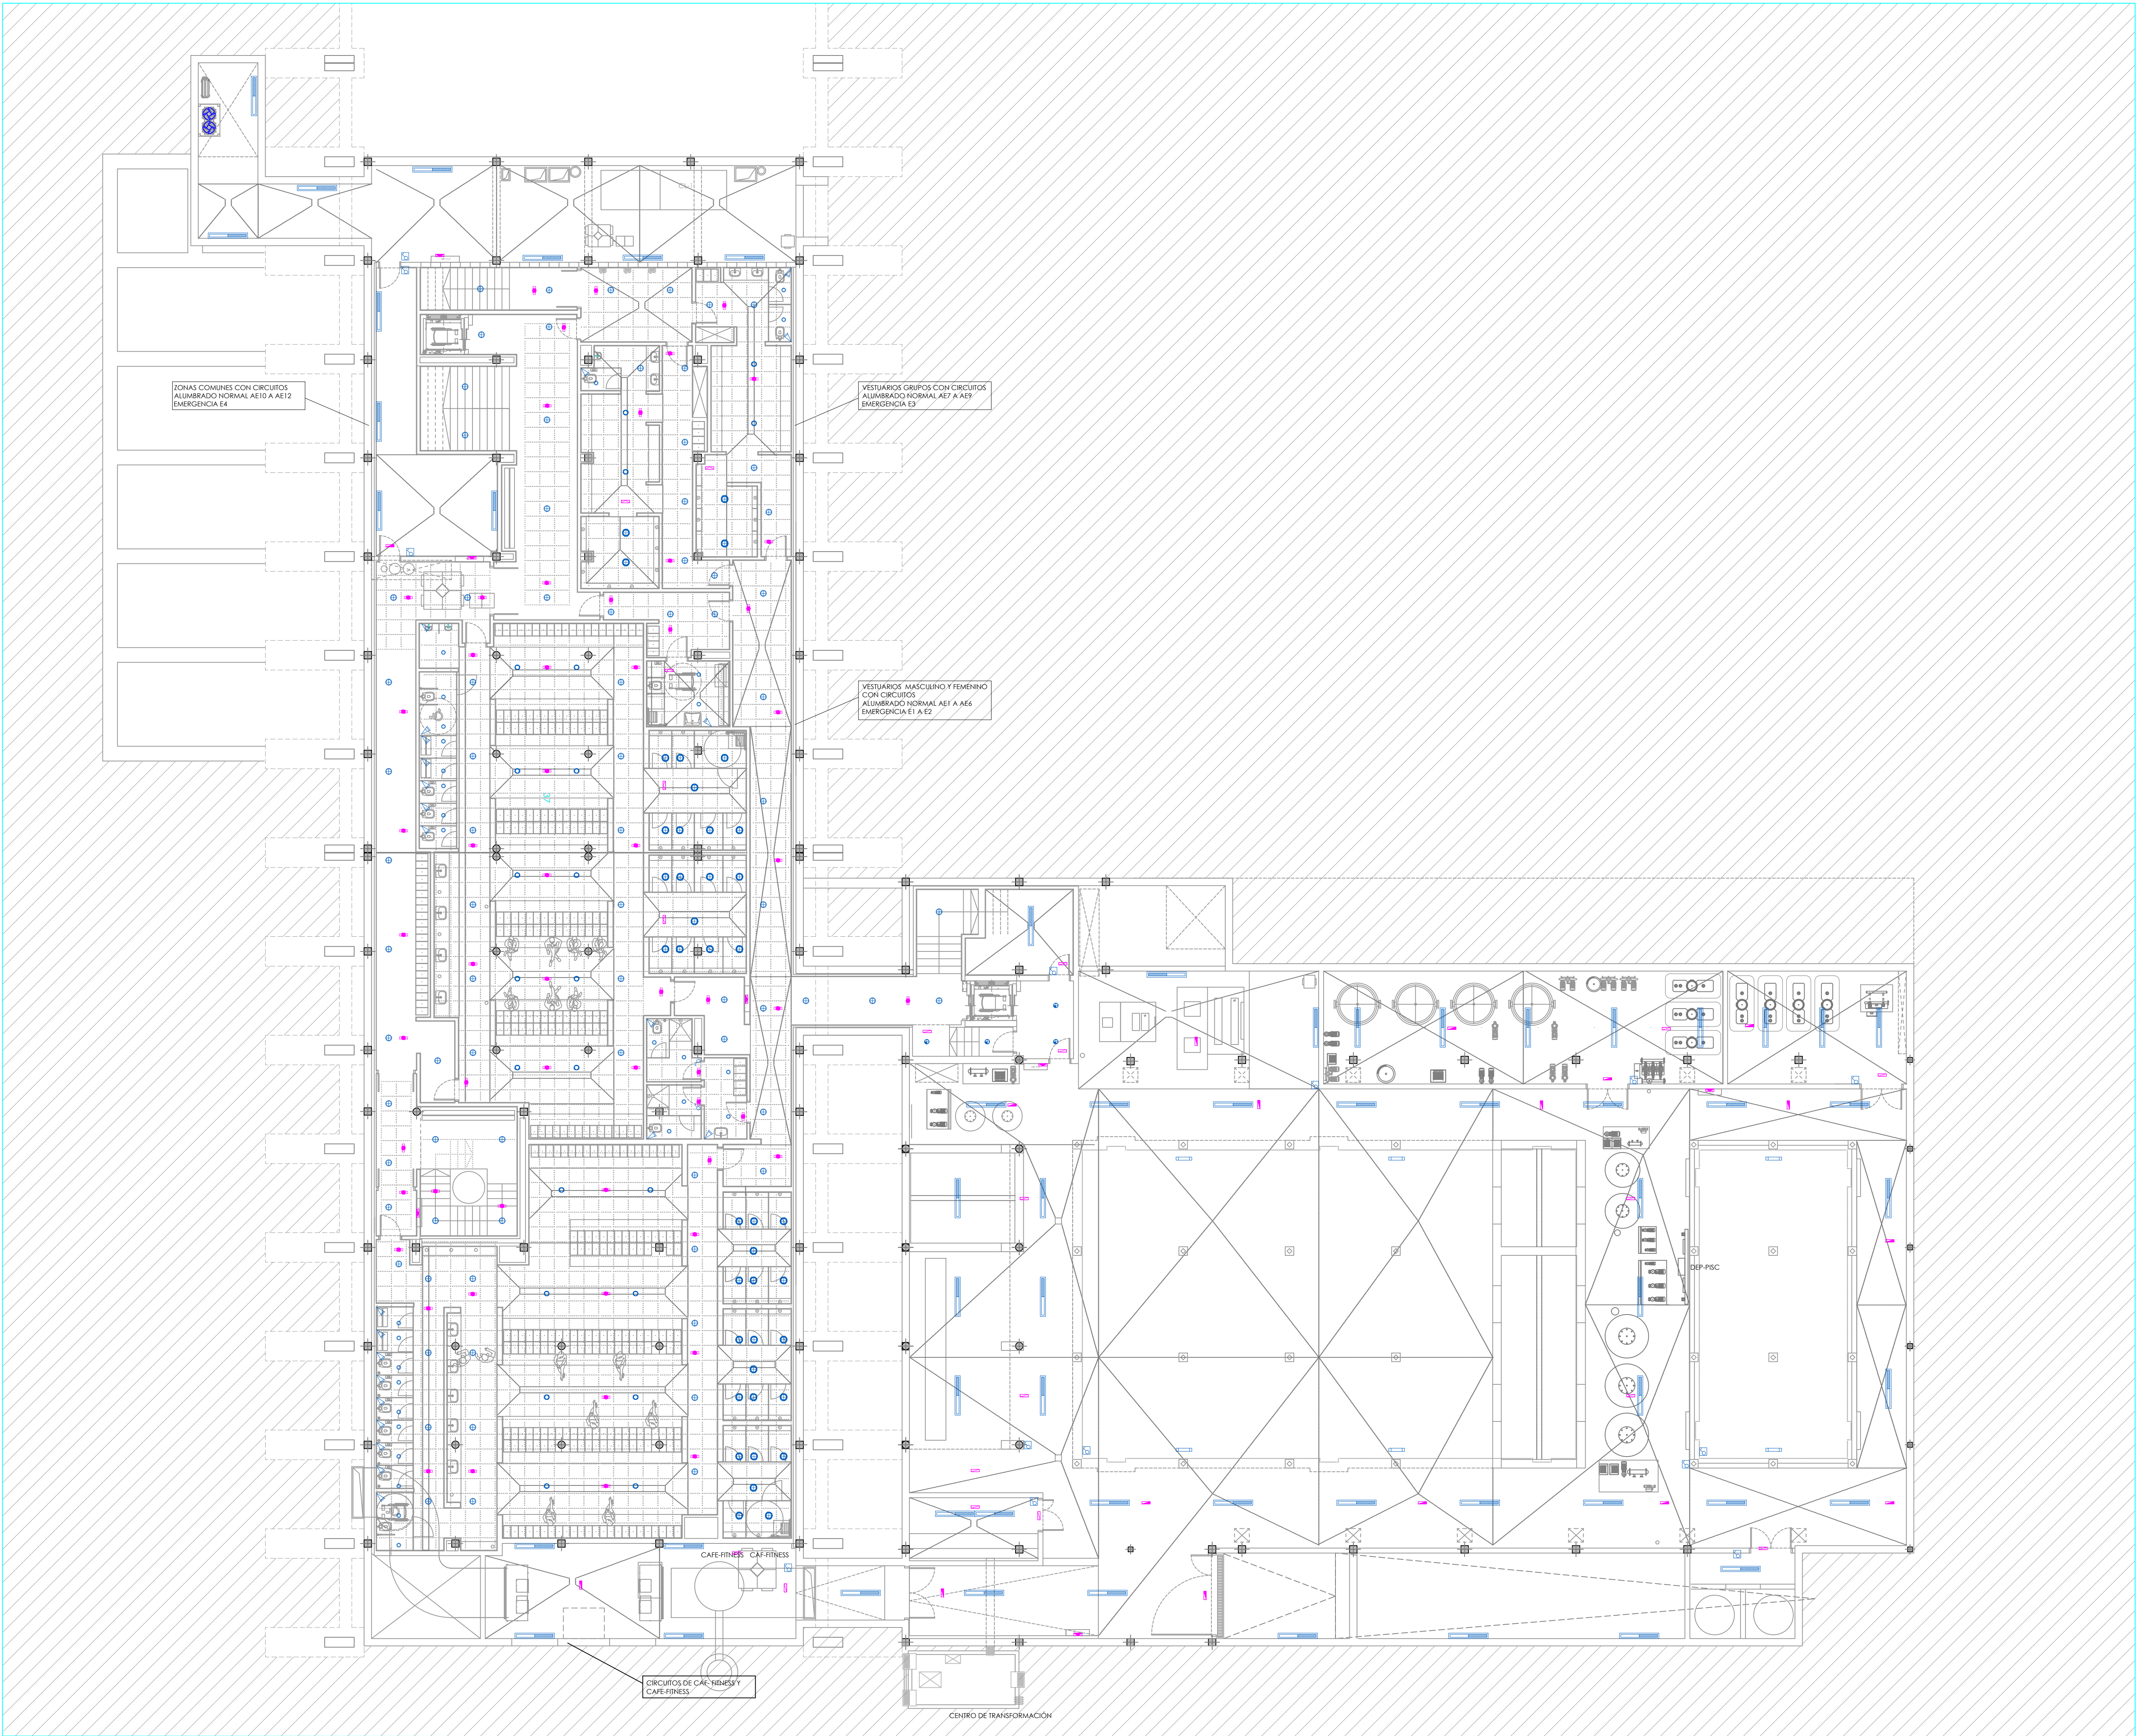 ZONAS COMUNES CON CIRCUITOS
ALUMBRADO NORMAL AE10 A AE12
EMERGENCIA E4
VESTUARIOS GRUPOS CON CIRCUITOS
ALUMBRADO NORMAL AE7 A AE9
EMERGENCIA E3
VESTUARIOS MASCULINO Y FEMENINO
CON CIRCUITOS
ALUMBRADO NORMAL AE1 A AE6
EMERGENCIA E1 A E2
DEP-PISC
CAFE-FITNESS CAF-FITNESS
CIRCUITOS DE CAF- FITNESS Y
CAFE-FITNESS
CENTRO DE TRANSFORMACIÓN